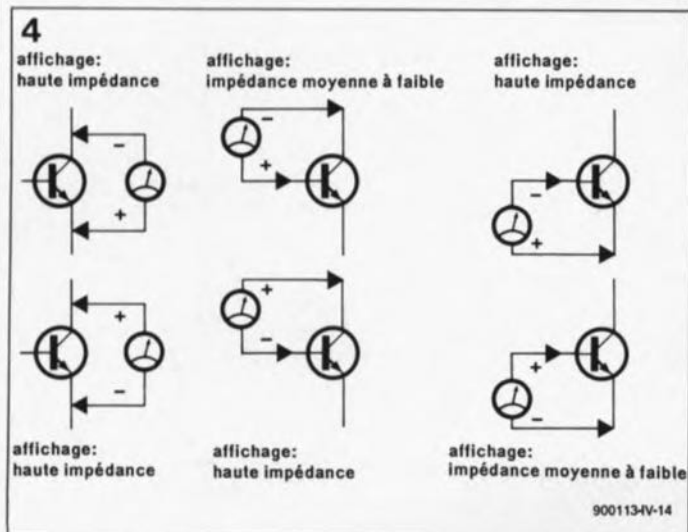 4
affichage:
haute impédance
affichage:
impédance moyenne à faible
affichage:
haute impédance
-
+
-
+
-
+
+
-
+
-
+
-
affichage:
haute impédance
affichage:
haute impédance
affichage:
impédance moyenne à faible
900113-IV-14